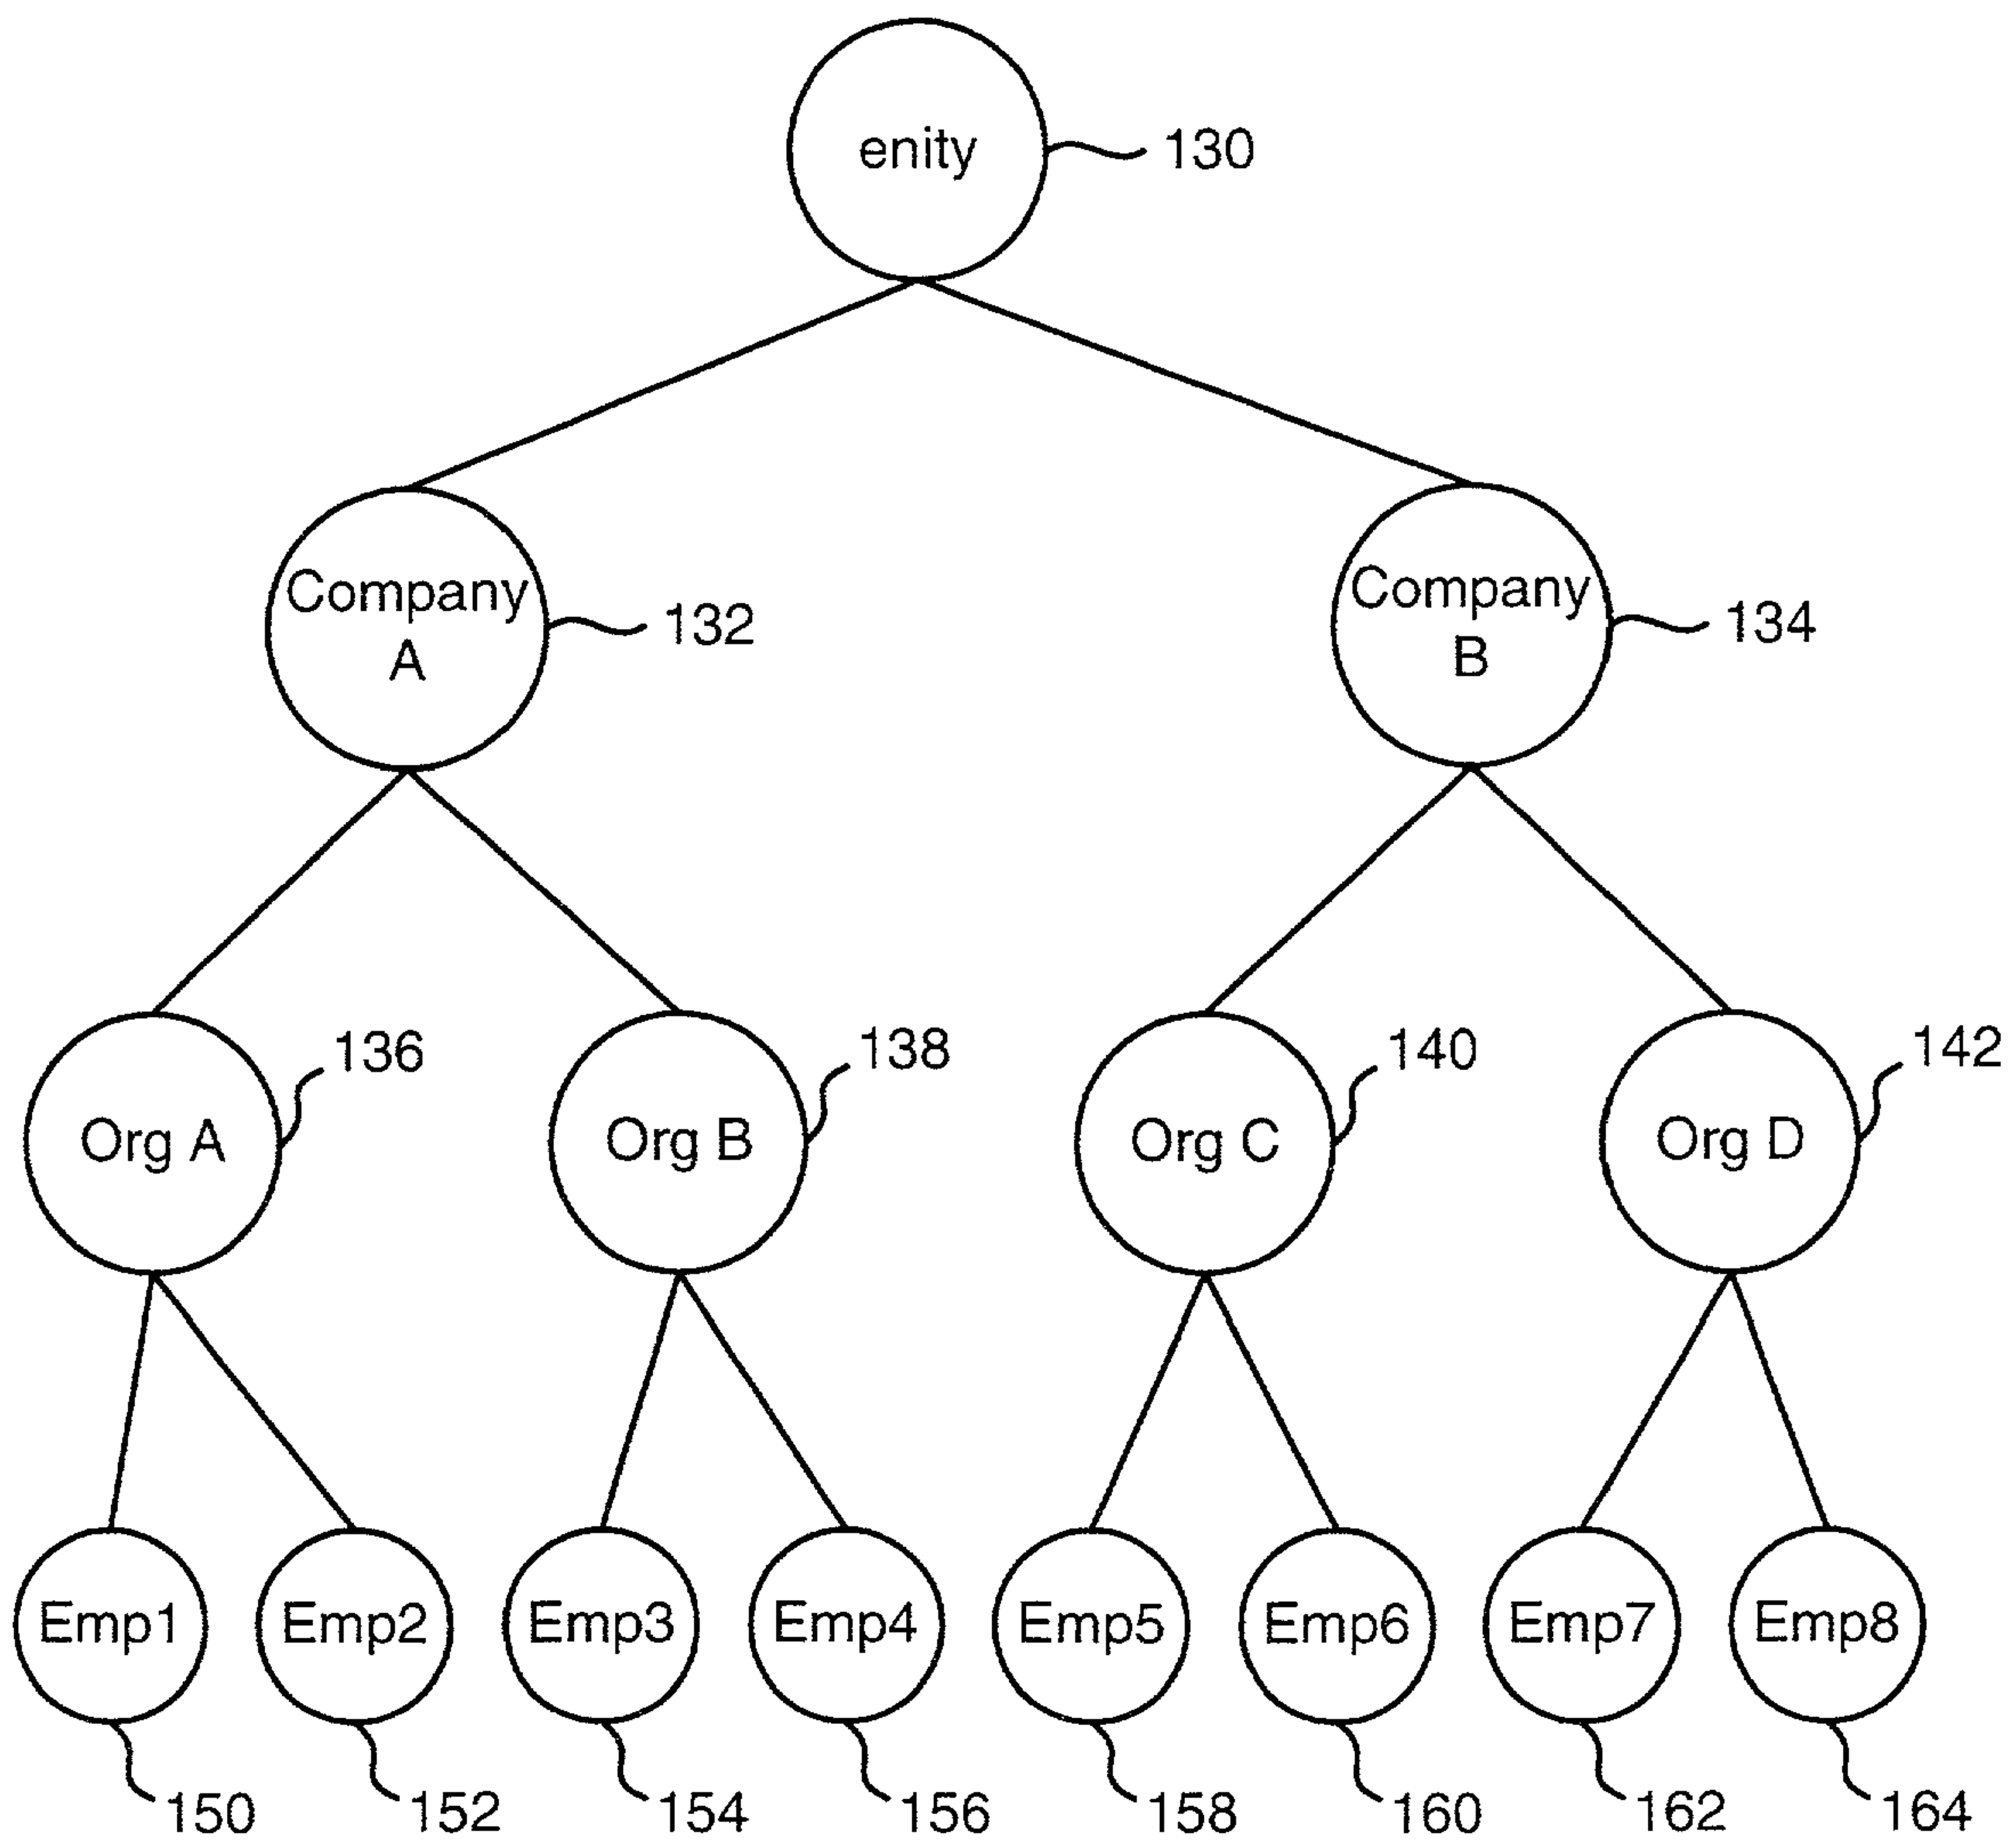 enity
130
Company
A
132
Company
B
134
Org A
136
Org B
138
Org C
140
Org D
142
Emp1
Emp2
Emp3
Emp4
Emp5
Emp6
Emp7
Emp8
150
152
154
156
158
160
162
164